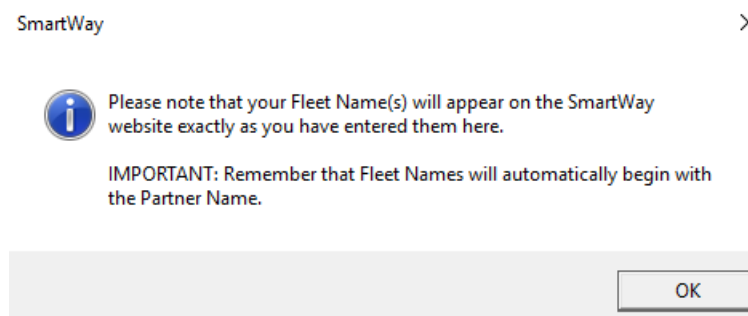 SmartWay
Please note that your Fleet Name(s) will appear on the SmartWay
website exactly as you have entered them here.
IMPORTANT: Remember that Fleet Names will automatically begin with
the Partner Name.
OK